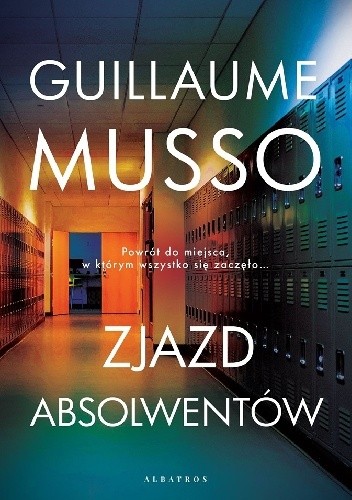 GUILLAUME
MUSSO
Powrót do miejsca,
w którym wszystko się zaczęło...
ZJAZD
ABSOLWENTÓW
ALBATROS